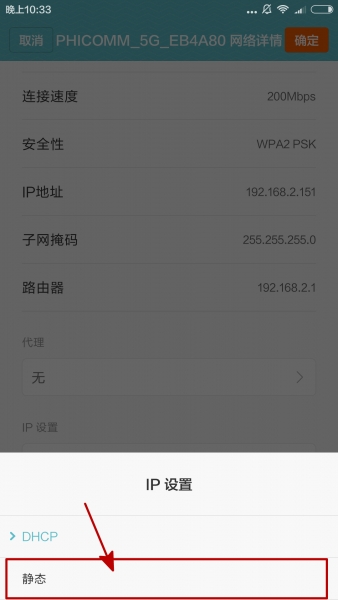 晚上10:33
取消 PHICOMM_5G_EB4A80 网络详情 确定
连接速度 200Mbps
安全性 WPA2 PSK
IP地址 192.168.2.151
子网掩码 255.255.255.0
路由器 192.168.2.1
代理
无
IP 设置
IP 设置
DHCP
静态